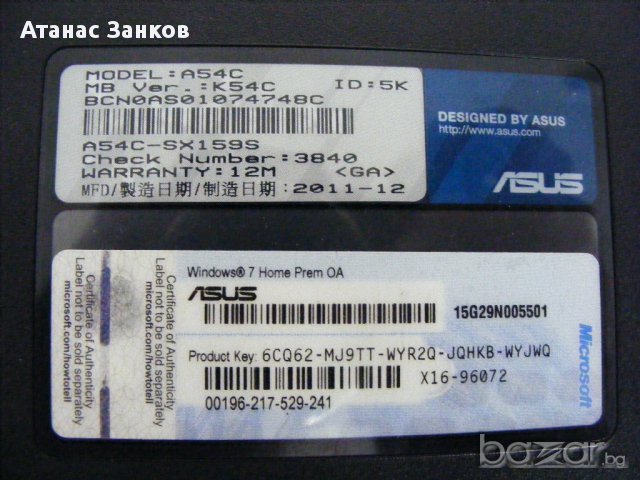 Атанас Занков
MODEL:A54C
MB Ver.:K54C ID:5K
BCN0AS01074748C
A54C-SX159S
Check Number:3840
WARRANTY:12M <GA>
MFD/製造日期/制造日期:2011-12
DESIGNED BY ASUS
http://www.asus.com
ASUS
Certificate of Authenticity
Label not to be sold separately
microsoft.com/howtotell
Certificate of Authenticity
Label not to be sold separately
microsoft.com/howtotell
Windows® 7 Home Prem OA
ASUS
15G29N005501
Product Key: 6CQ62-MJ9TT-WYR2Q-JQHKB-WYJWQ
X16-96072
00196-217-529-241
Microsoft
bazar.bg